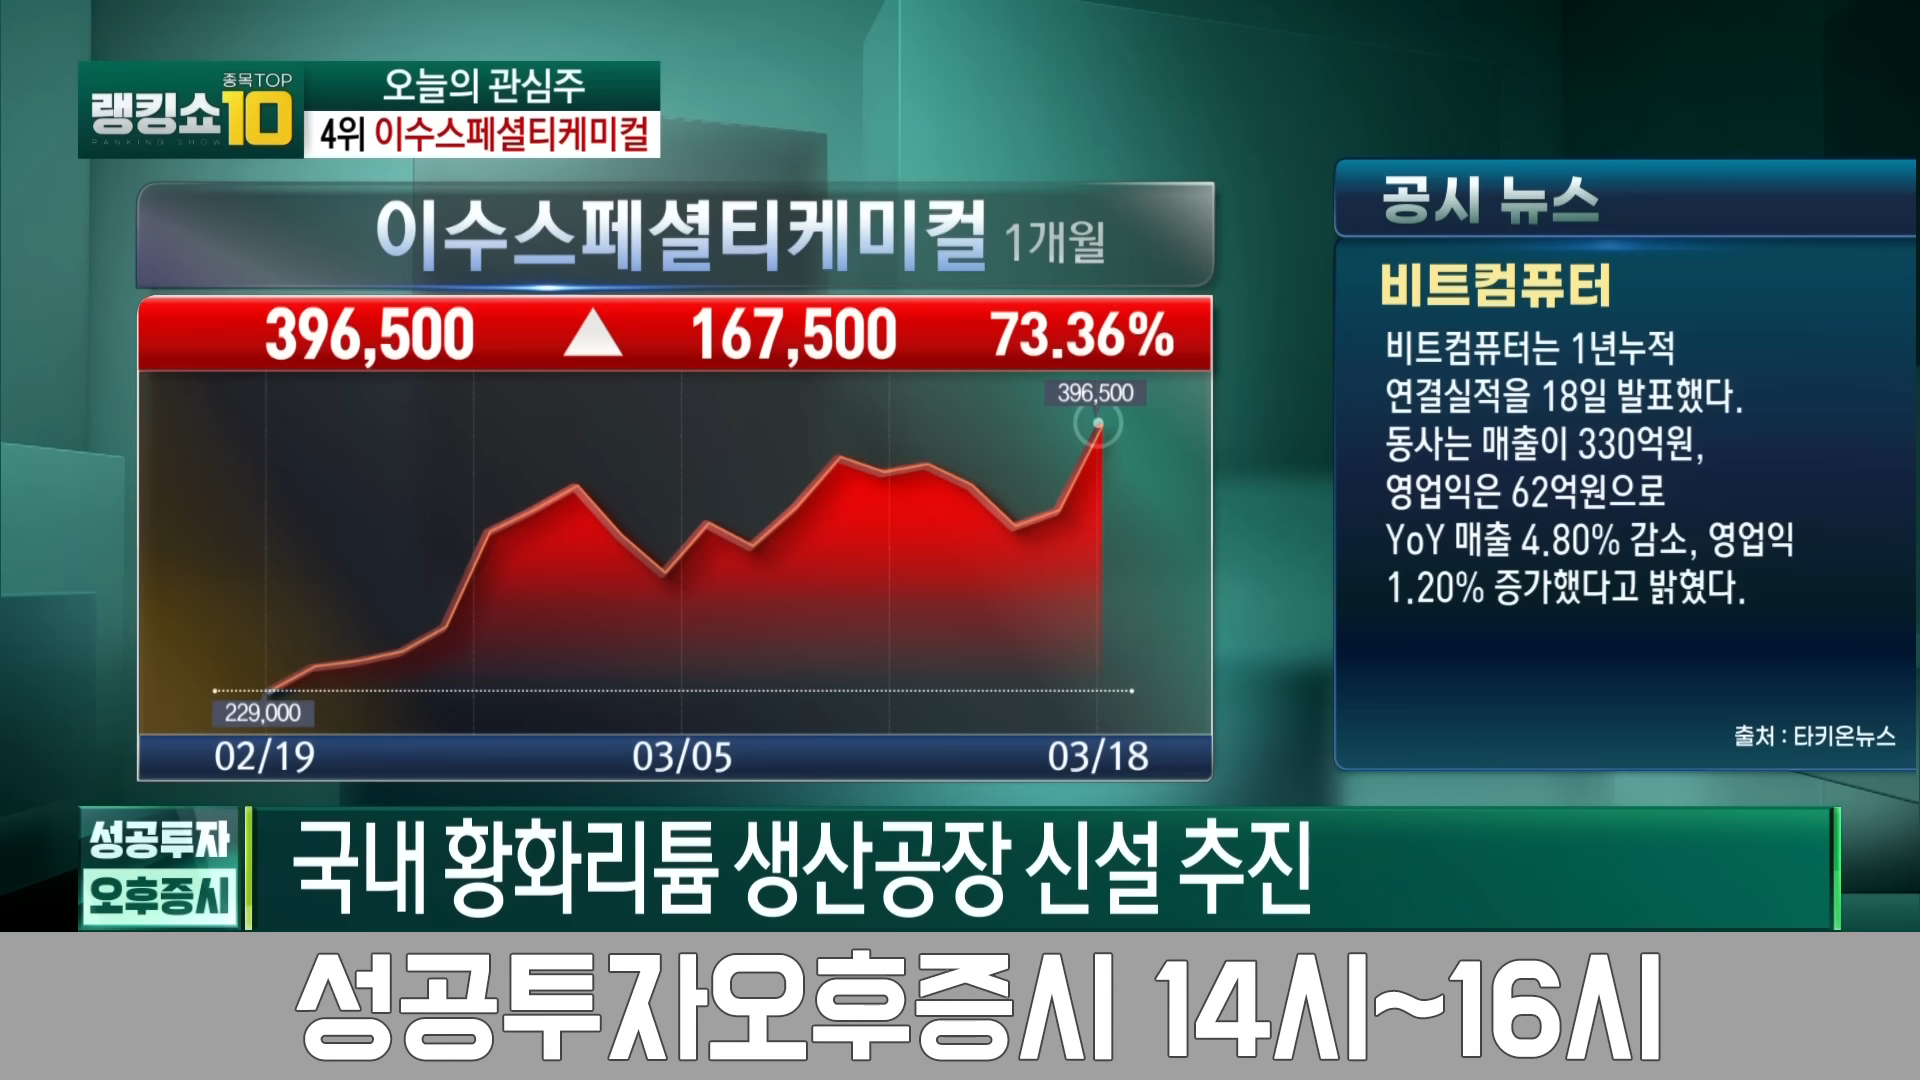 종목TOP
랭킹쇼10
RANKING SHOW
오늘의 관심주
4위 이수스페셜티케미컬
이수스페셜티케미컬 1개월
396,500 ▲ 167,500 73.36%
396,500
229,000
02/19 03/05 03/18
공시 뉴스
비트컴퓨터
비트컴퓨터는 1년누적
연결실적을 18일 발표했다.
동사는 매출이 330억원,
영업익은 62억원으로
YoY 매출 4.80% 감소, 영업익
1.20% 증가했다고 밝혔다.
출처 : 타키온뉴스
성공투자
오후증시
국내 황화리튬 생산공장 신설 추진
성공투자오후증시 14시~16시